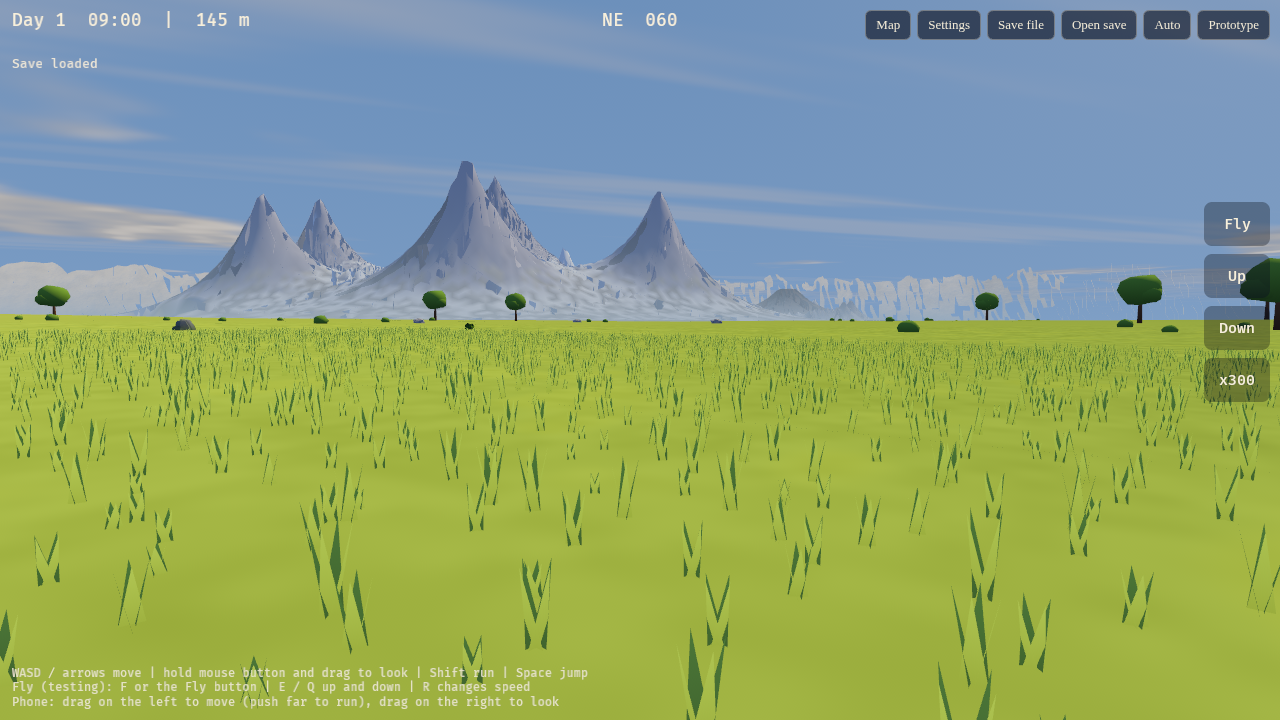 Day 1  09:00  |  145 m
NE  060
Map
Settings
Save file
Open save
Auto
Prototype
Save loaded
Fly
Up
Down
x300
WASD / arrows move | hold mouse button and drag to look | Shift run | Space jump
Fly (testing): F or the Fly button | E / Q up and down | R changes speed
Phone: drag on the left to move (push far to run), drag on the right to look